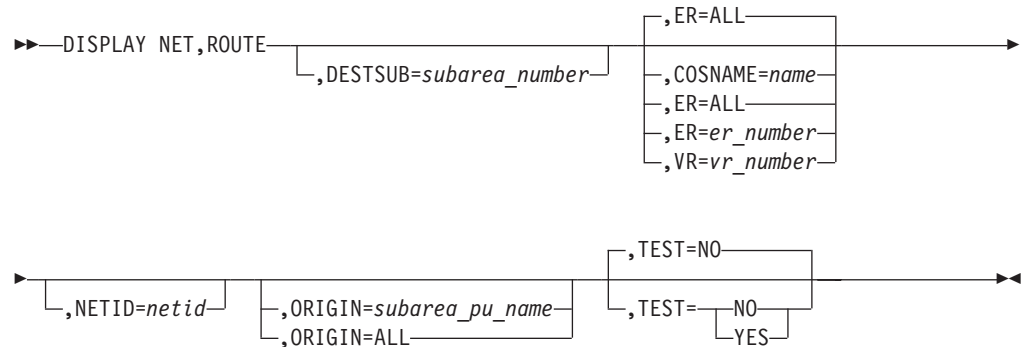 ,ER=ALL
DISPLAY NET,ROUTE
,DESTSUB=subarea_number
,COSNAME=name
,ER=ALL
,ER=er_number
,VR=vr_number
,TEST=NO
,NETID=netid
,ORIGIN=subarea_pu_name
,ORIGIN=ALL
,TEST=
NO
YES